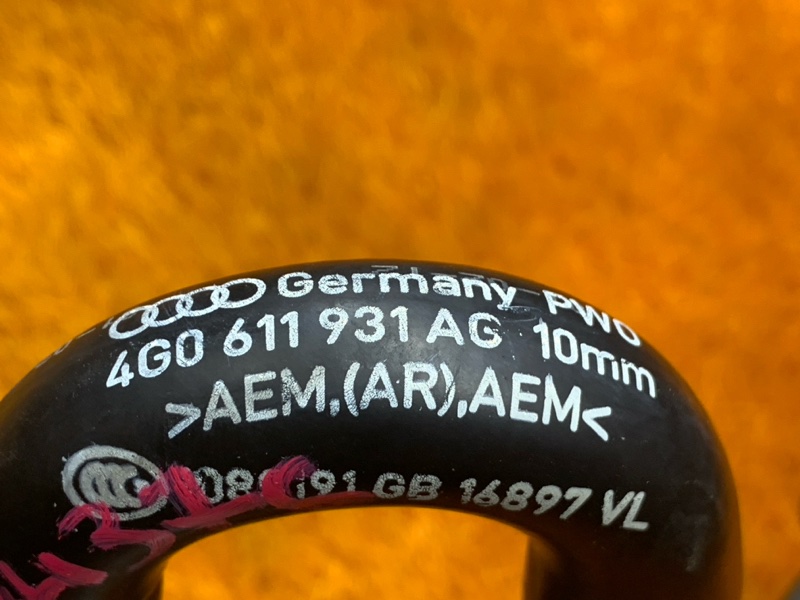 Germany PWO
4G0 611 931 AG 10mm
>AEM,(AR),AEM<
GB 16897 VL